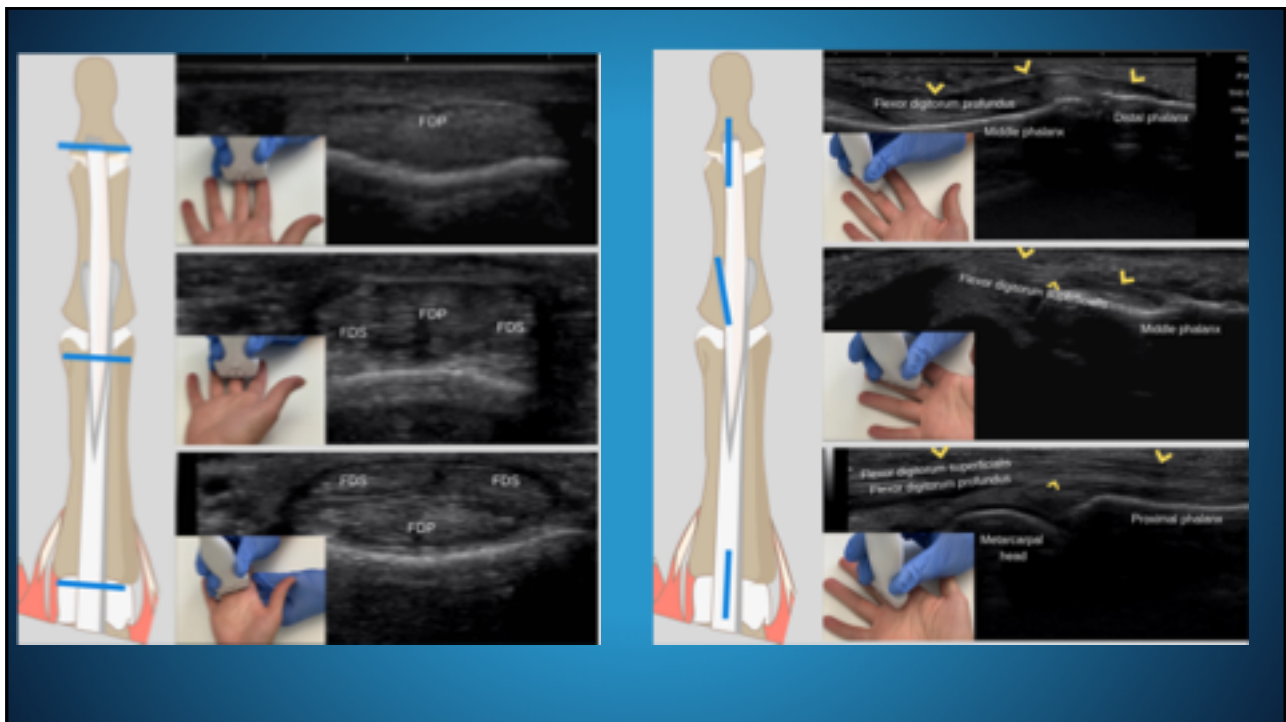 FDP
FDS
FDP
FDS
FDS
FDS
FDP
Flexor digitorum profundus
Middle phalanx
Distal phalanx
Flexor digitorum superficialis
Middle phalanx
Flexor digitorum superficialis
Flexor digitorum profundus
Proximal phalanx
Metacarpal
head